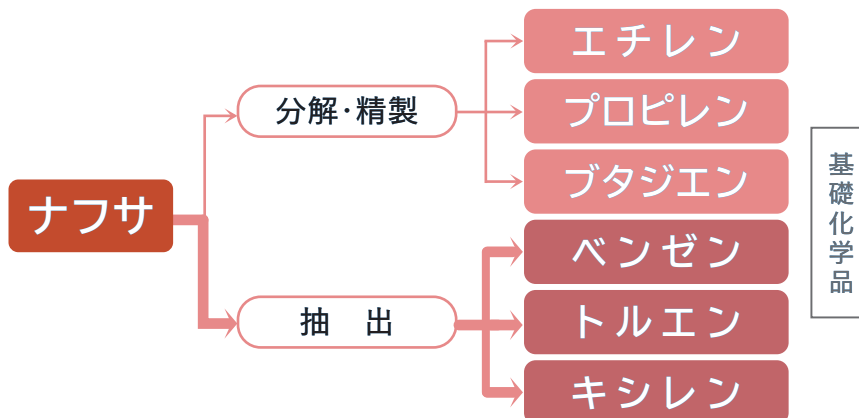 ナフサ
分解・精製
抽　出
エチレン
プロピレン
ブタジエン
ベンゼン
トルエン
キシレン
基礎化学品